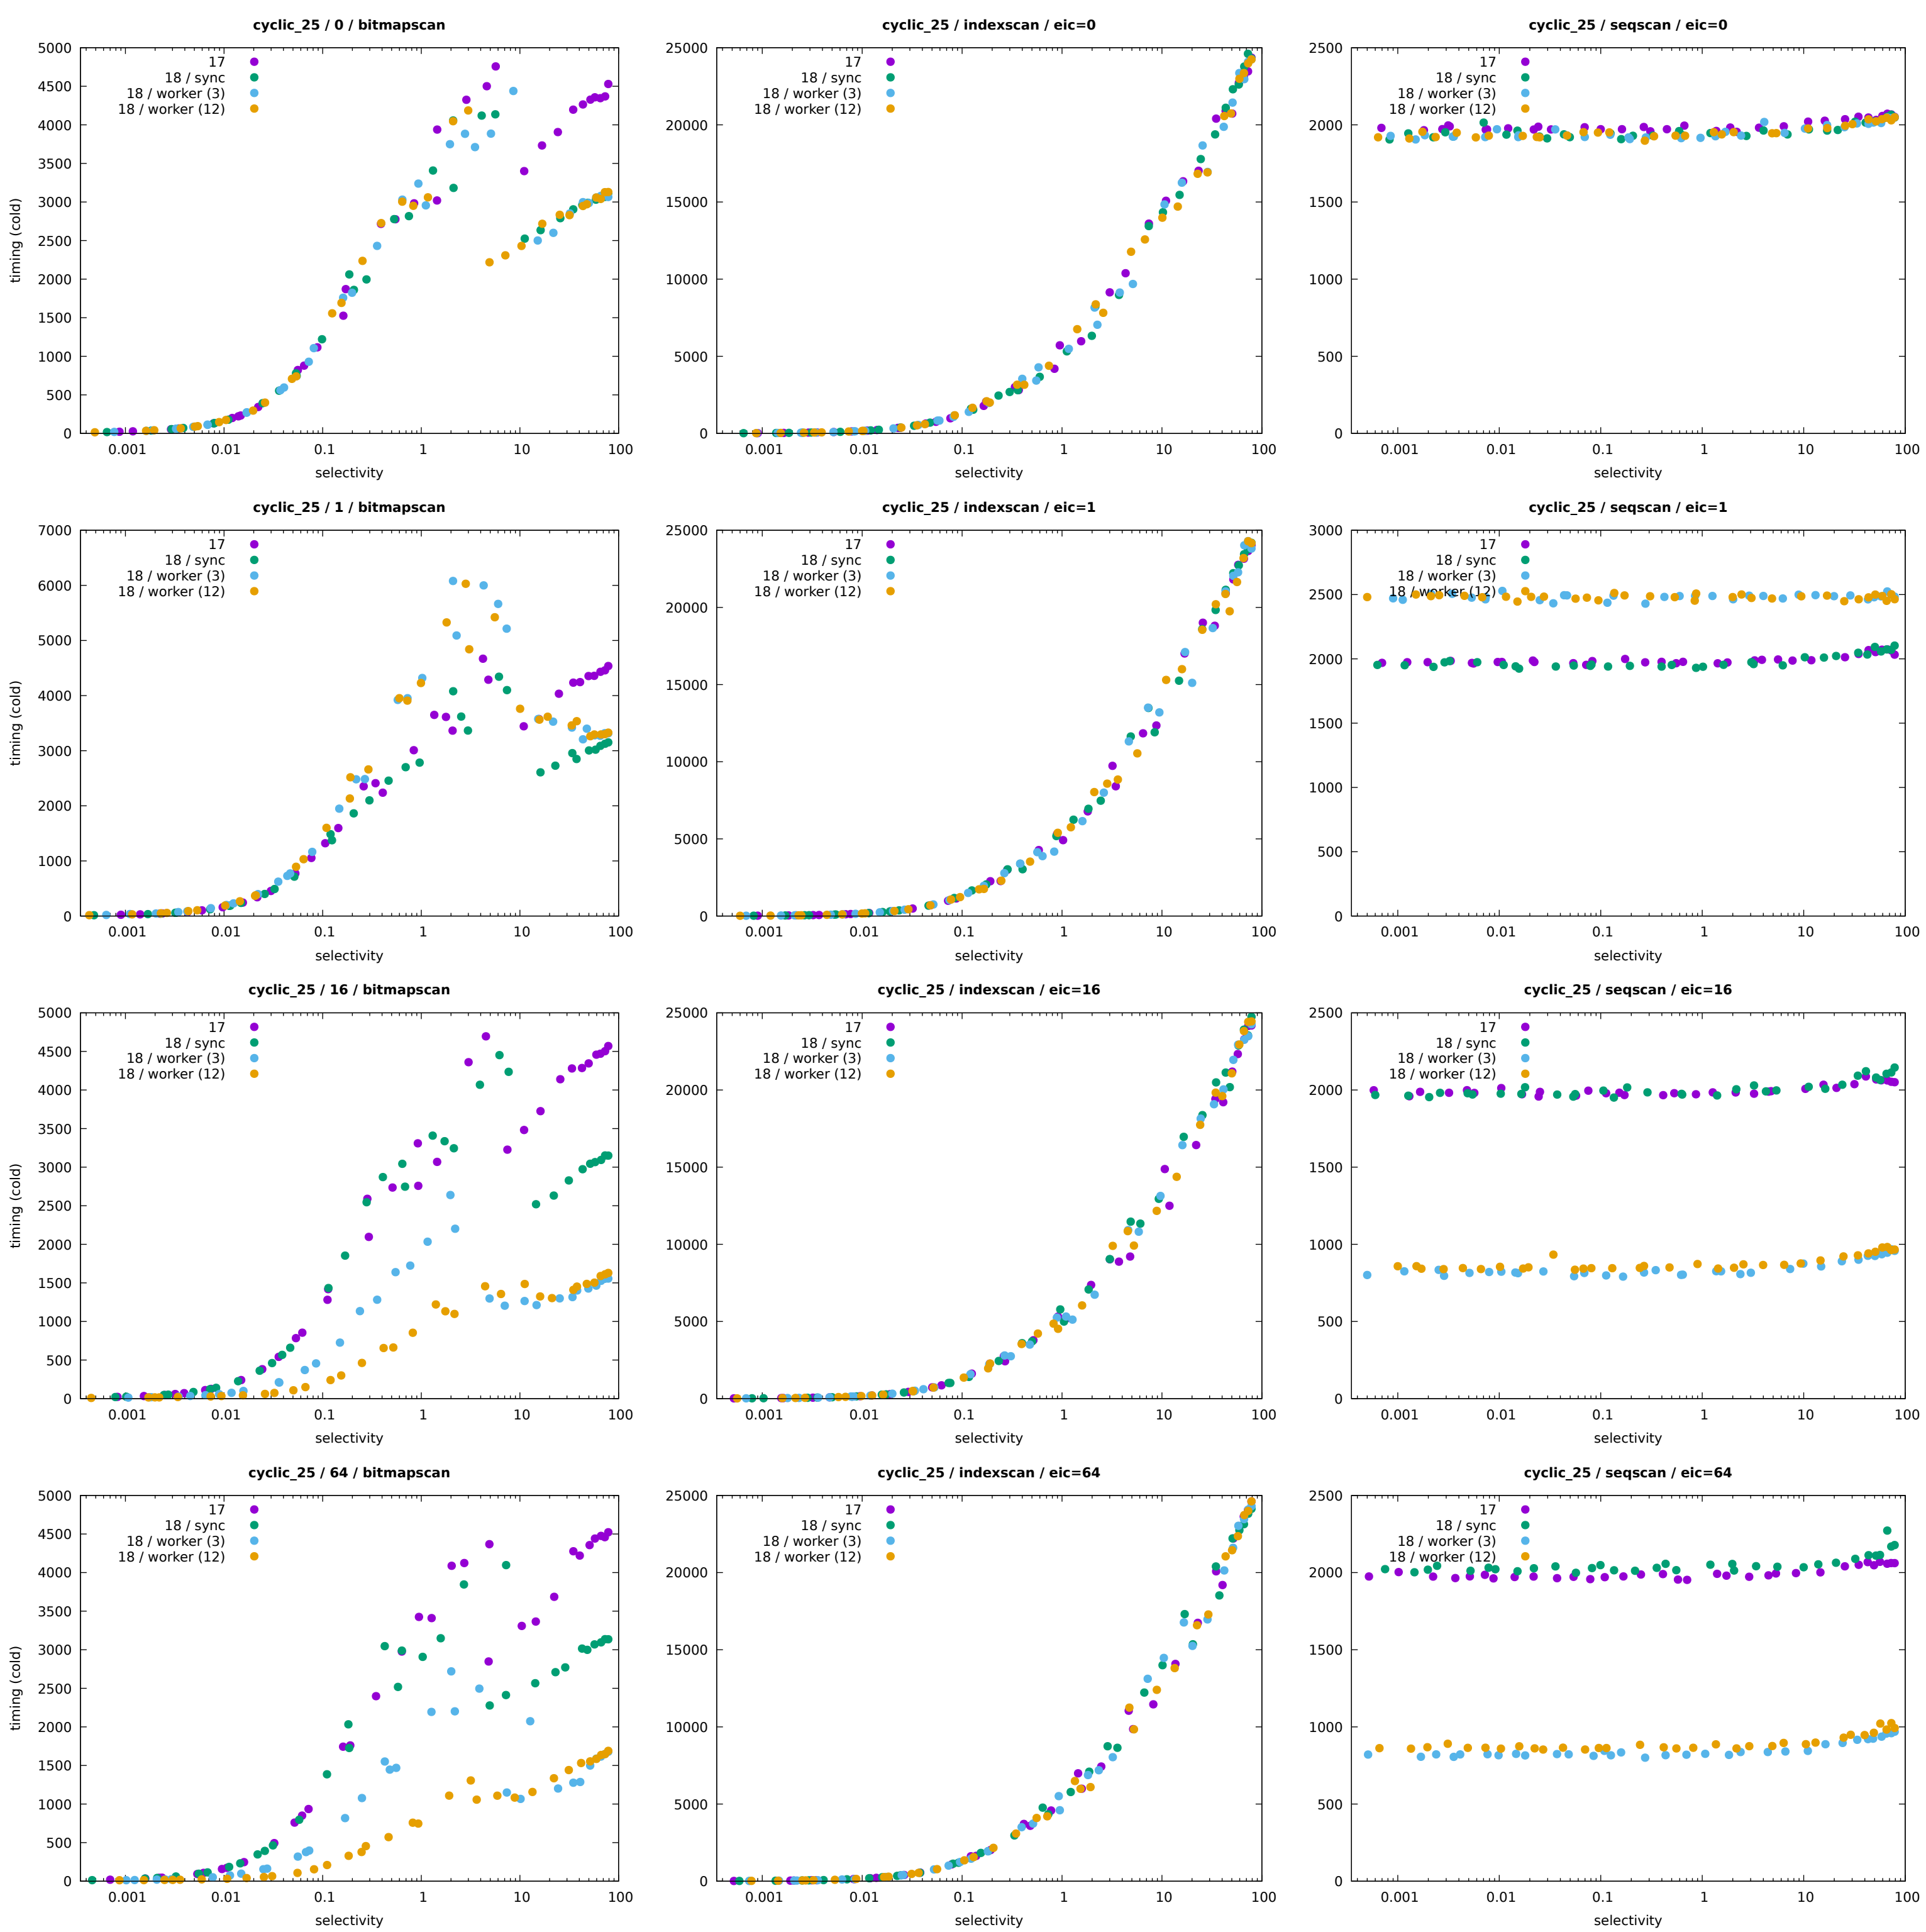 cyclic_25 / 0 / bitmapscan
timing (cold)
5000
4500
4000
3500
3000
2500
2000
1500
1000
500
0
17
18 / sync
18 / worker (3)
18 / worker (12)
0.001 0.01 0.1 1 10 100
selectivity
cyclic_25 / indexscan / eic=0
25000
20000
15000
10000
5000
0
17
18 / sync
18 / worker (3)
18 / worker (12)
0.001 0.01 0.1 1 10 100
selectivity
cyclic_25 / seqscan / eic=0
2500
2000
1500
1000
500
0
17
18 / sync
18 / worker (3)
18 / worker (12)
0.001 0.01 0.1 1 10 100
selectivity
cyclic_25 / 1 / bitmapscan
timing (cold)
7000
6000
5000
4000
3000
2000
1000
0
17
18 / sync
18 / worker (3)
18 / worker (12)
0.001 0.01 0.1 1 10 100
selectivity
cyclic_25 / indexscan / eic=1
25000
20000
15000
10000
5000
0
17
18 / sync
18 / worker (3)
18 / worker (12)
0.001 0.01 0.1 1 10 100
selectivity
cyclic_25 / seqscan / eic=1
3000
2500
2000
1500
1000
500
0
17
18 / sync
18 / worker (3)
18 / worker (12)
0.001 0.01 0.1 1 10 100
selectivity
cyclic_25 / 16 / bitmapscan
timing (cold)
5000
4500
4000
3500
3000
2500
2000
1500
1000
500
0
17
18 / sync
18 / worker (3)
18 / worker (12)
0.001 0.01 0.1 1 10 100
selectivity
cyclic_25 / indexscan / eic=16
25000
20000
15000
10000
5000
0
17
18 / sync
18 / worker (3)
18 / worker (12)
0.001 0.01 0.1 1 10 100
selectivity
cyclic_25 / seqscan / eic=16
2500
2000
1500
1000
500
0
17
18 / sync
18 / worker (3)
18 / worker (12)
0.001 0.01 0.1 1 10 100
selectivity
cyclic_25 / 64 / bitmapscan
timing (cold)
5000
4500
4000
3500
3000
2500
2000
1500
1000
500
0
17
18 / sync
18 / worker (3)
18 / worker (12)
0.001 0.01 0.1 1 10 100
selectivity
cyclic_25 / indexscan / eic=64
25000
20000
15000
10000
5000
0
17
18 / sync
18 / worker (3)
18 / worker (12)
0.001 0.01 0.1 1 10 100
selectivity
cyclic_25 / seqscan / eic=64
2500
2000
1500
1000
500
0
17
18 / sync
18 / worker (3)
18 / worker (12)
0.001 0.01 0.1 1 10 100
selectivity